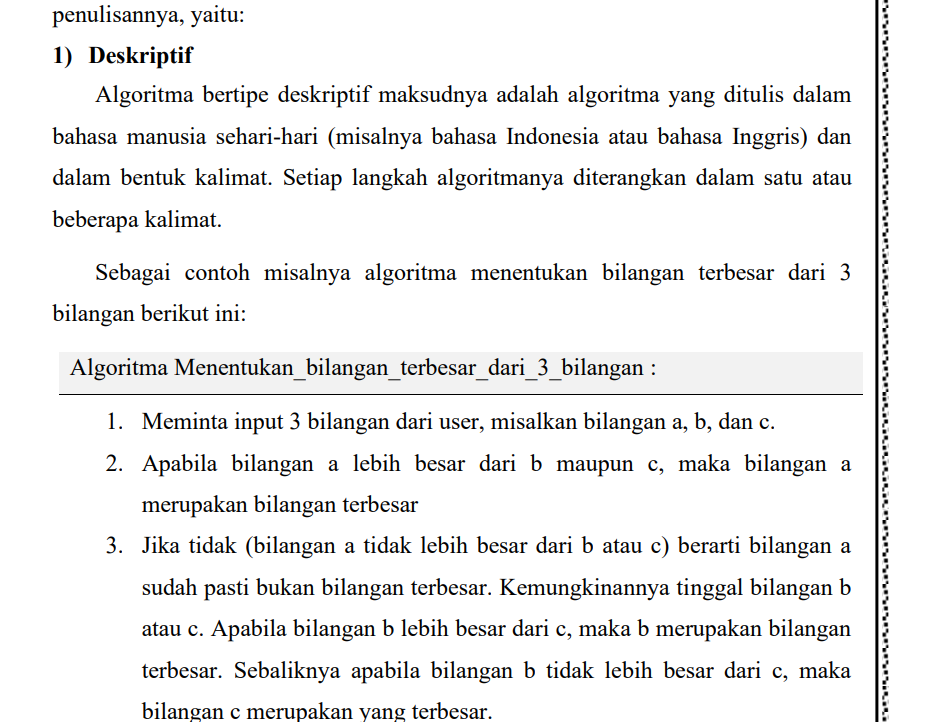 penulisannya, yaitu:
1) Deskriptif
Algoritma bertipe deskriptif maksudnya adalah algoritma yang ditulis dalam
bahasa manusia sehari-hari (misalnya bahasa Indonesia atau bahasa Inggris) dan
dalam bentuk kalimat. Setiap langkah algoritmanya diterangkan dalam satu atau
beberapa kalimat.
Sebagai contoh misalnya algoritma menentukan bilangan terbesar dari 3
bilangan berikut ini:
Algoritma Menentukan_bilangan_terbesar_dari_3_bilangan :
1. Meminta input 3 bilangan dari user, misalkan bilangan a, b, dan c.
2. Apabila bilangan a lebih besar dari b maupun c, maka bilangan a
merupakan bilangan terbesar
3. Jika tidak (bilangan a tidak lebih besar dari b atau c) berarti bilangan a
sudah pasti bukan bilangan terbesar. Kemungkinannya tinggal bilangan b
atau c. Apabila bilangan b lebih besar dari c, maka b merupakan bilangan
terbesar. Sebaliknya apabila bilangan b tidak lebih besar dari c, maka
bilangan c merupakan yang terbesar.